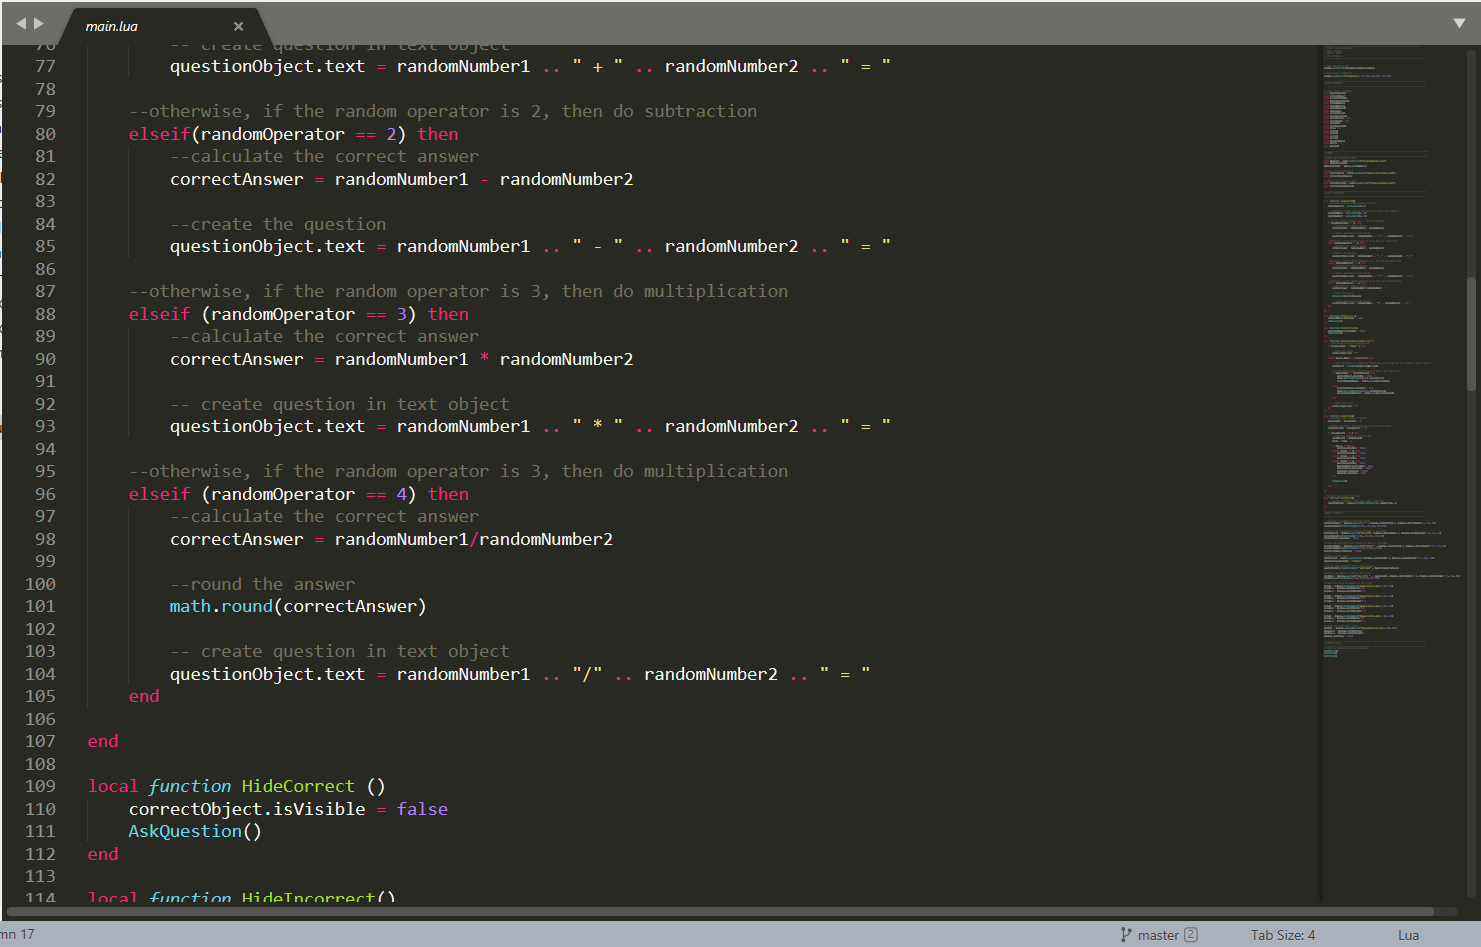 main.lua
76 -- create question in text object
77 questionObject.text = randomNumber1 .. " + " .. randomNumber2 .. " = "
78
79 --otherwise, if the random operator is 2, then do subtraction
80 elseif(randomOperator == 2) then
81 --calculate the correct answer
82 correctAnswer = randomNumber1 - randomNumber2
83
84 --create the question
85 questionObject.text = randomNumber1 .. " - " .. randomNumber2 .. " = "
86
87 --otherwise, if the random operator is 3, then do multiplication
88 elseif (randomOperator == 3) then
89 --calculate the correct answer
90 correctAnswer = randomNumber1 * randomNumber2
91
92 -- create question in text object
93 questionObject.text = randomNumber1 .. " * " .. randomNumber2 .. " = "
94
95 --otherwise, if the random operator is 3, then do multiplication
96 elseif (randomOperator == 4) then
97 --calculate the correct answer
98 correctAnswer = randomNumber1/randomNumber2
99
100 --round the answer
101 math.round(correctAnswer)
102
103 -- create question in text object
104 questionObject.text = randomNumber1 .. "/" .. randomNumber2 .. " = "
105 end
106
107 end
108
109 local function HideCorrect ()
110 correctObject.isVisible = false
111 AskQuestion()
112 end
113
114 local function HideIncorrect()
mn 17 master 2 Tab Size: 4 Lua